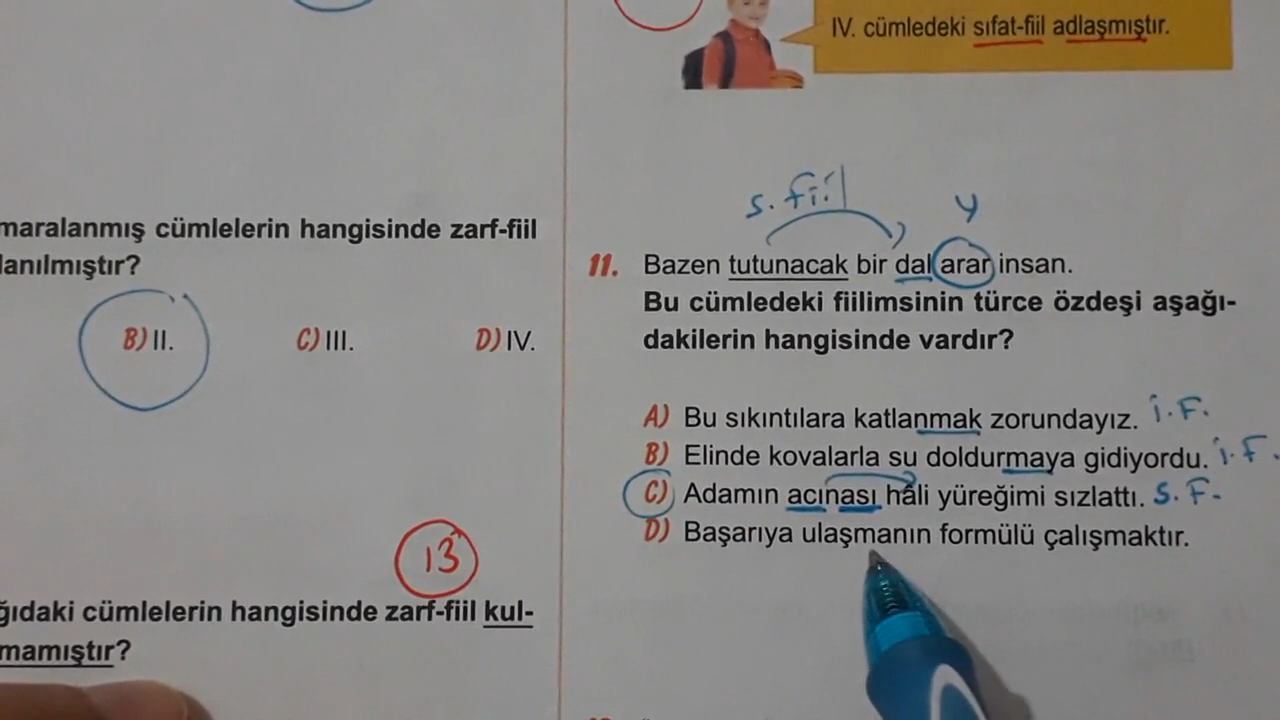 maralanmış cümlelerin hangisinde zarf-fiil
lanılmıştır?
B) II.
C) III.
D) IV.
13
ğıdaki cümlelerin hangisinde zarf-fiil kul-
mamıştır?
IV. cümledeki sıfat-fiil adlaşmıştır.
s. fiil
y
11. Bazen tutunacak bir dal arar insan.
Bu cümledeki fiilimsinin türce özdeşi aşağı-
dakilerin hangisinde vardır?
A) Bu sıkıntılara katlanmak zorundayız. İ.F.
B) Elinde kovalarla su doldurmaya gidiyordu. İ.F.
C) Adamın acınası hâli yüreğimi sızlattı. S.F.
D) Başarıya ulaşmanın formülü çalışmaktır.